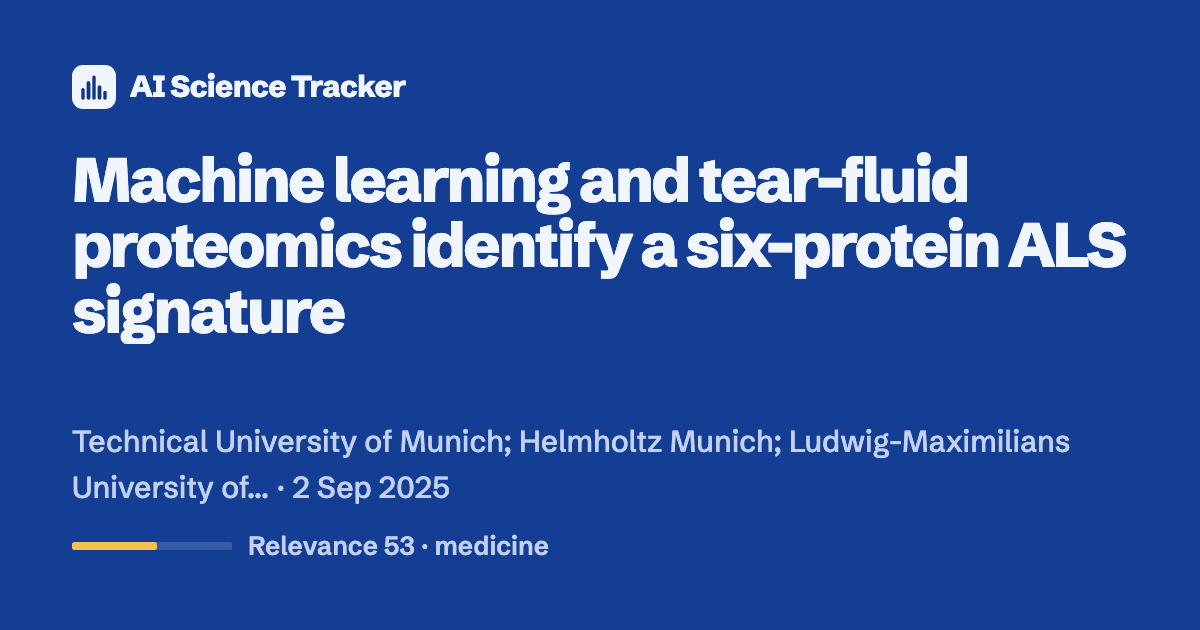 AI Science Tracker
Machine learning and tear-fluid
proteomics identify a six-protein ALS
signature
Technical University of Munich; Helmholtz Munich; Ludwig-Maximilians
University of... · 2 Sep 2025
Relevance 53 · medicine